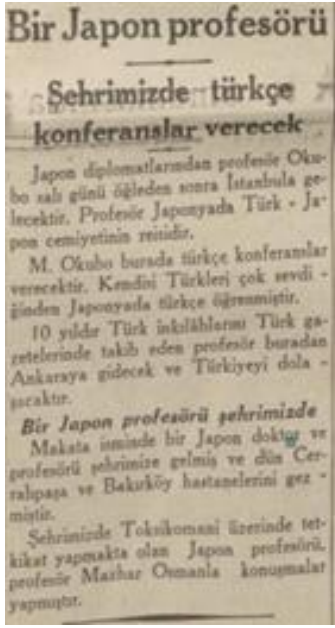 Bir Japon profesörü
Şehrimizde türkçe
konferanslar verecek
Japon diplomatlarından profesör Oku-
bo salı günü öğleden sonra İstanbula ge-
lecektir. Profesör Japonyada Türk - Ja-
pon cemiyetinin reisidir.
M. Okubo burada türkçe konferanslar
verecektir. Kendisi Türkleri çok sevdi -
ğinden Japonyada türkçe öğrenmiştir.
10 yıldır Türk inkılâblarını Türk ga-
zetelerinde takib eden profesör buradan
Ankaraya gidecek ve Türkiyeyi dola -
şacaktır.
Bir Japon profesörü şehrimizde
Makata isminde bir Japon doktor ve
profesörü şehrimize gelmiş ve dün Cer-
rahpaşa ve Bakırköy hastanelerini gez -
miştir.
Şehrimizde Toksikomani üzerinde tet-
kikat yapmakta olan Japon profesörü,
profesör Mazhar Osmanla konuşmalar
yapmıştır.